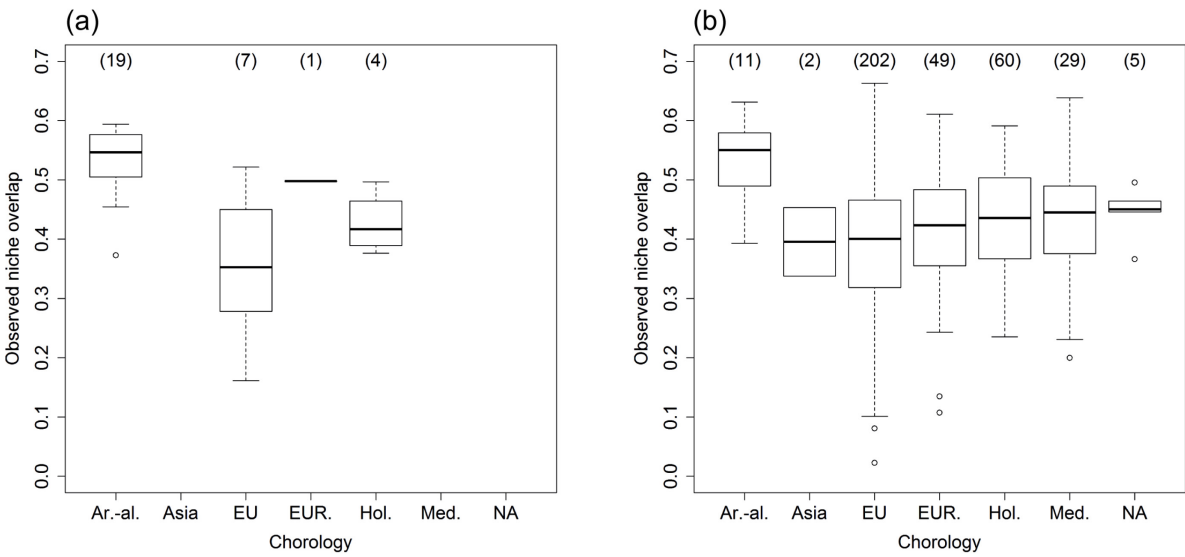 (a)
(19) (7) (1) (4)
0.7
0.6
0.5
0.4
0.3
0.2
0.1
0.0
Observed niche overlap
Ar.-al. Asia EU EUR. Hol. Med. NA
Chorology
(b)
(11) (2) (202) (49) (60) (29) (5)
0.7
0.6
0.5
0.4
0.3
0.2
0.1
0.0
Observed niche overlap
Ar.-al. Asia EU EUR. Hol. Med. NA
Chorology